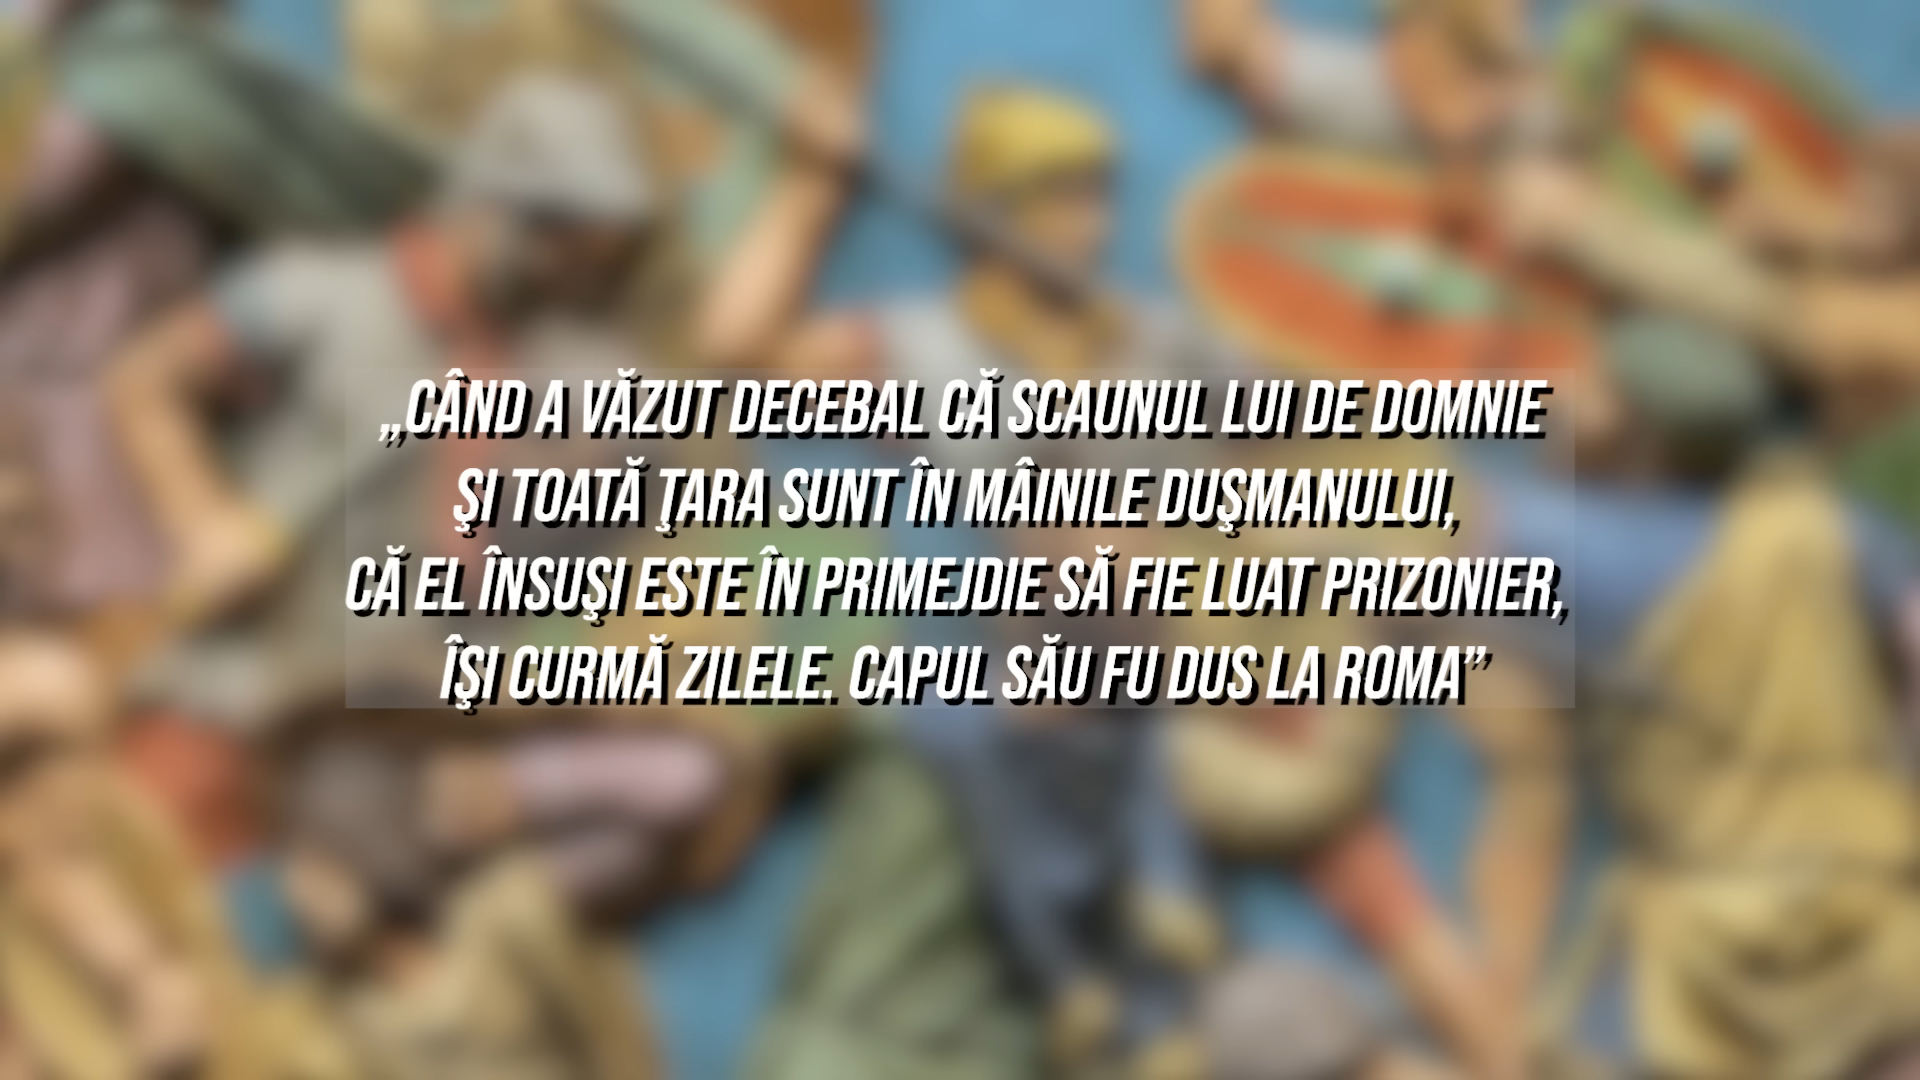 „CÂND A VĂZUT DECEBAL CĂ SCAUNUL LUI DE DOMNIE
ŞI TOATĂ ŢARA SUNT ÎN MÂINILE DUŞMANULUI,
CĂ EL ÎNSUŞI ESTE ÎN PRIMEJDIE SĂ FIE LUAT PRIZONIER,
ÎŞI CURMĂ ZILELE. CAPUL SĂU FU DUS LA ROMA”